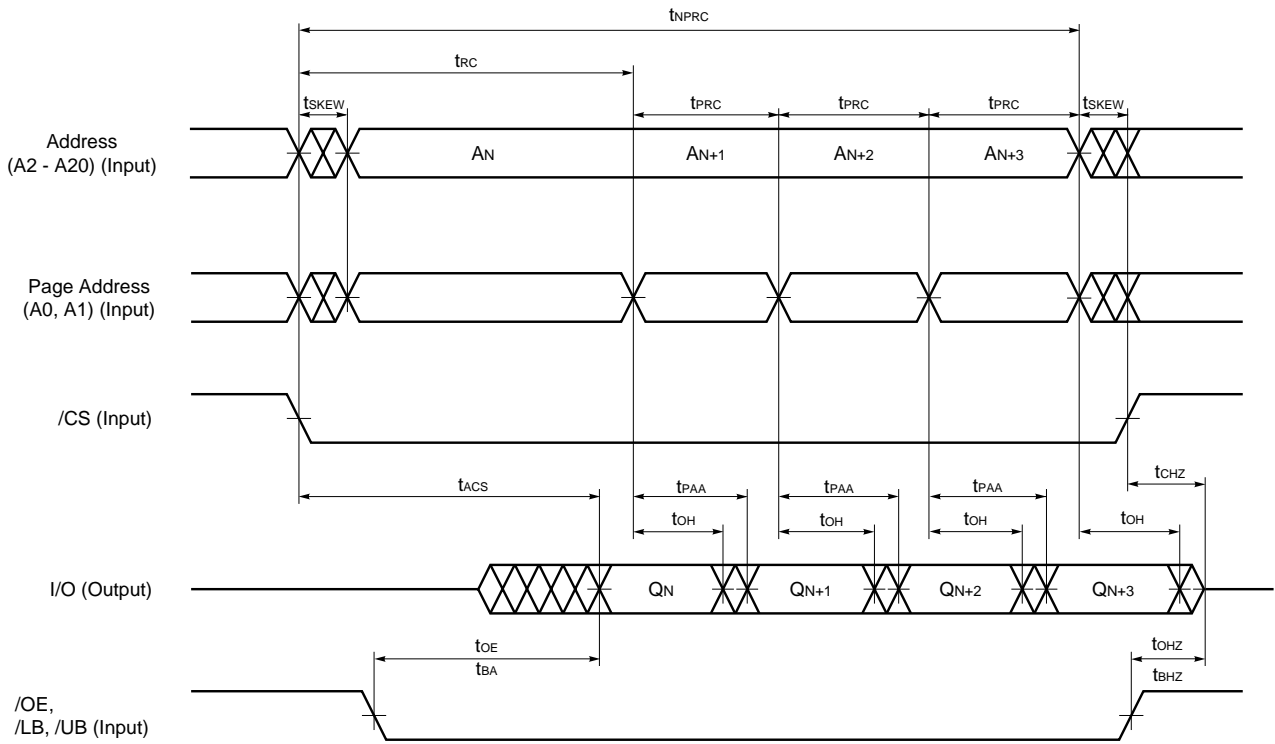 tNPRC
tRC
tSKEW tPRC tPRC tPRC tSKEW
Address
(A2 - A20) (Input)
AN AN+1 AN+2 AN+3
Page Address
(A0, A1) (Input)
/CS (Input)
tCHZ
tACS tPAA tPAA tPAA
tOH tOH tOH tOH
I/O (Output)
QN QN+1 QN+2 QN+3
tOE tOHZ
tBA tBHZ
/OE,
/LB, /UB (Input)